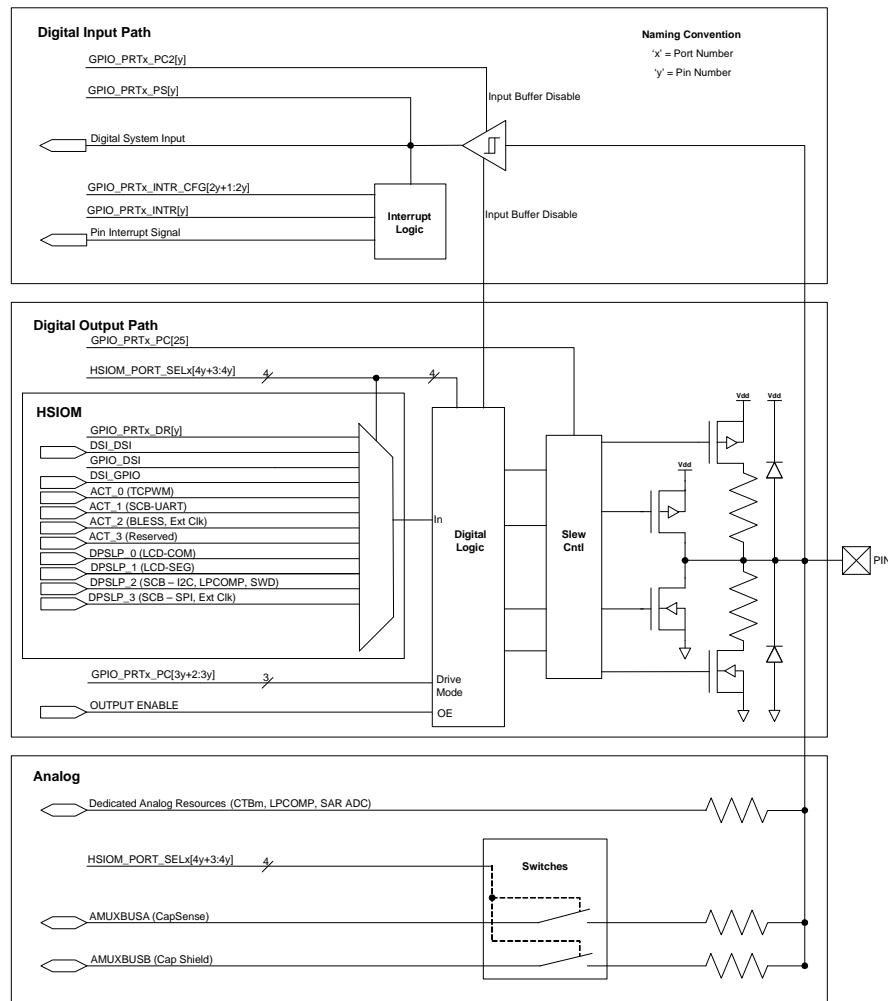 Digital Input Path
Naming Convention
'x' = Port Number
'y' = Pin Number
GPIO_PRTx_PC2[y]
GPIO_PRTx_PS[y]
Input Buffer Disable
Digital System Input
GPIO_PRTx_INTR_CFG[2y+1:2y]
GPIO_PRTx_INTR[y]
Pin Interrupt Signal
Interrupt
Logic
Input Buffer Disable
Digital Output Path
GPIO_PRTx_PC[25]
HSIOM_PORT_SELx[4y+3:4y]
4
4
HSIOM
GPIO_PRTx_DR[y]
DSI_DSI
GPIO_DSI
DSI_GPIO
ACT_0 (TCPWM)
ACT_1 (SCB-UART)
ACT_2 (BLESS, Ext Clk)
ACT_3 (Reserved)
DPSLP_0 (LCD-COM)
DPSLP_1 (LCD-SEG)
DPSLP_2 (SCB – I2C, LPCOMP, SWD)
DPSLP_3 (SCB – SPI, Ext Clk)
In
Digital
Logic
Slew
Cntl
Vdd
Vdd
Vdd
PIN
GPIO_PRTx_PC[3y+2:3y]
3
Drive
Mode
OUTPUT ENABLE
OE
Analog
Dedicated Analog Resources (CTBm, LPCOMP, SAR ADC)
HSIOM_PORT_SELx[4y+3:4y]
4
Switches
AMUXBUSA (CapSense)
AMUXBUSB (Cap Shield)